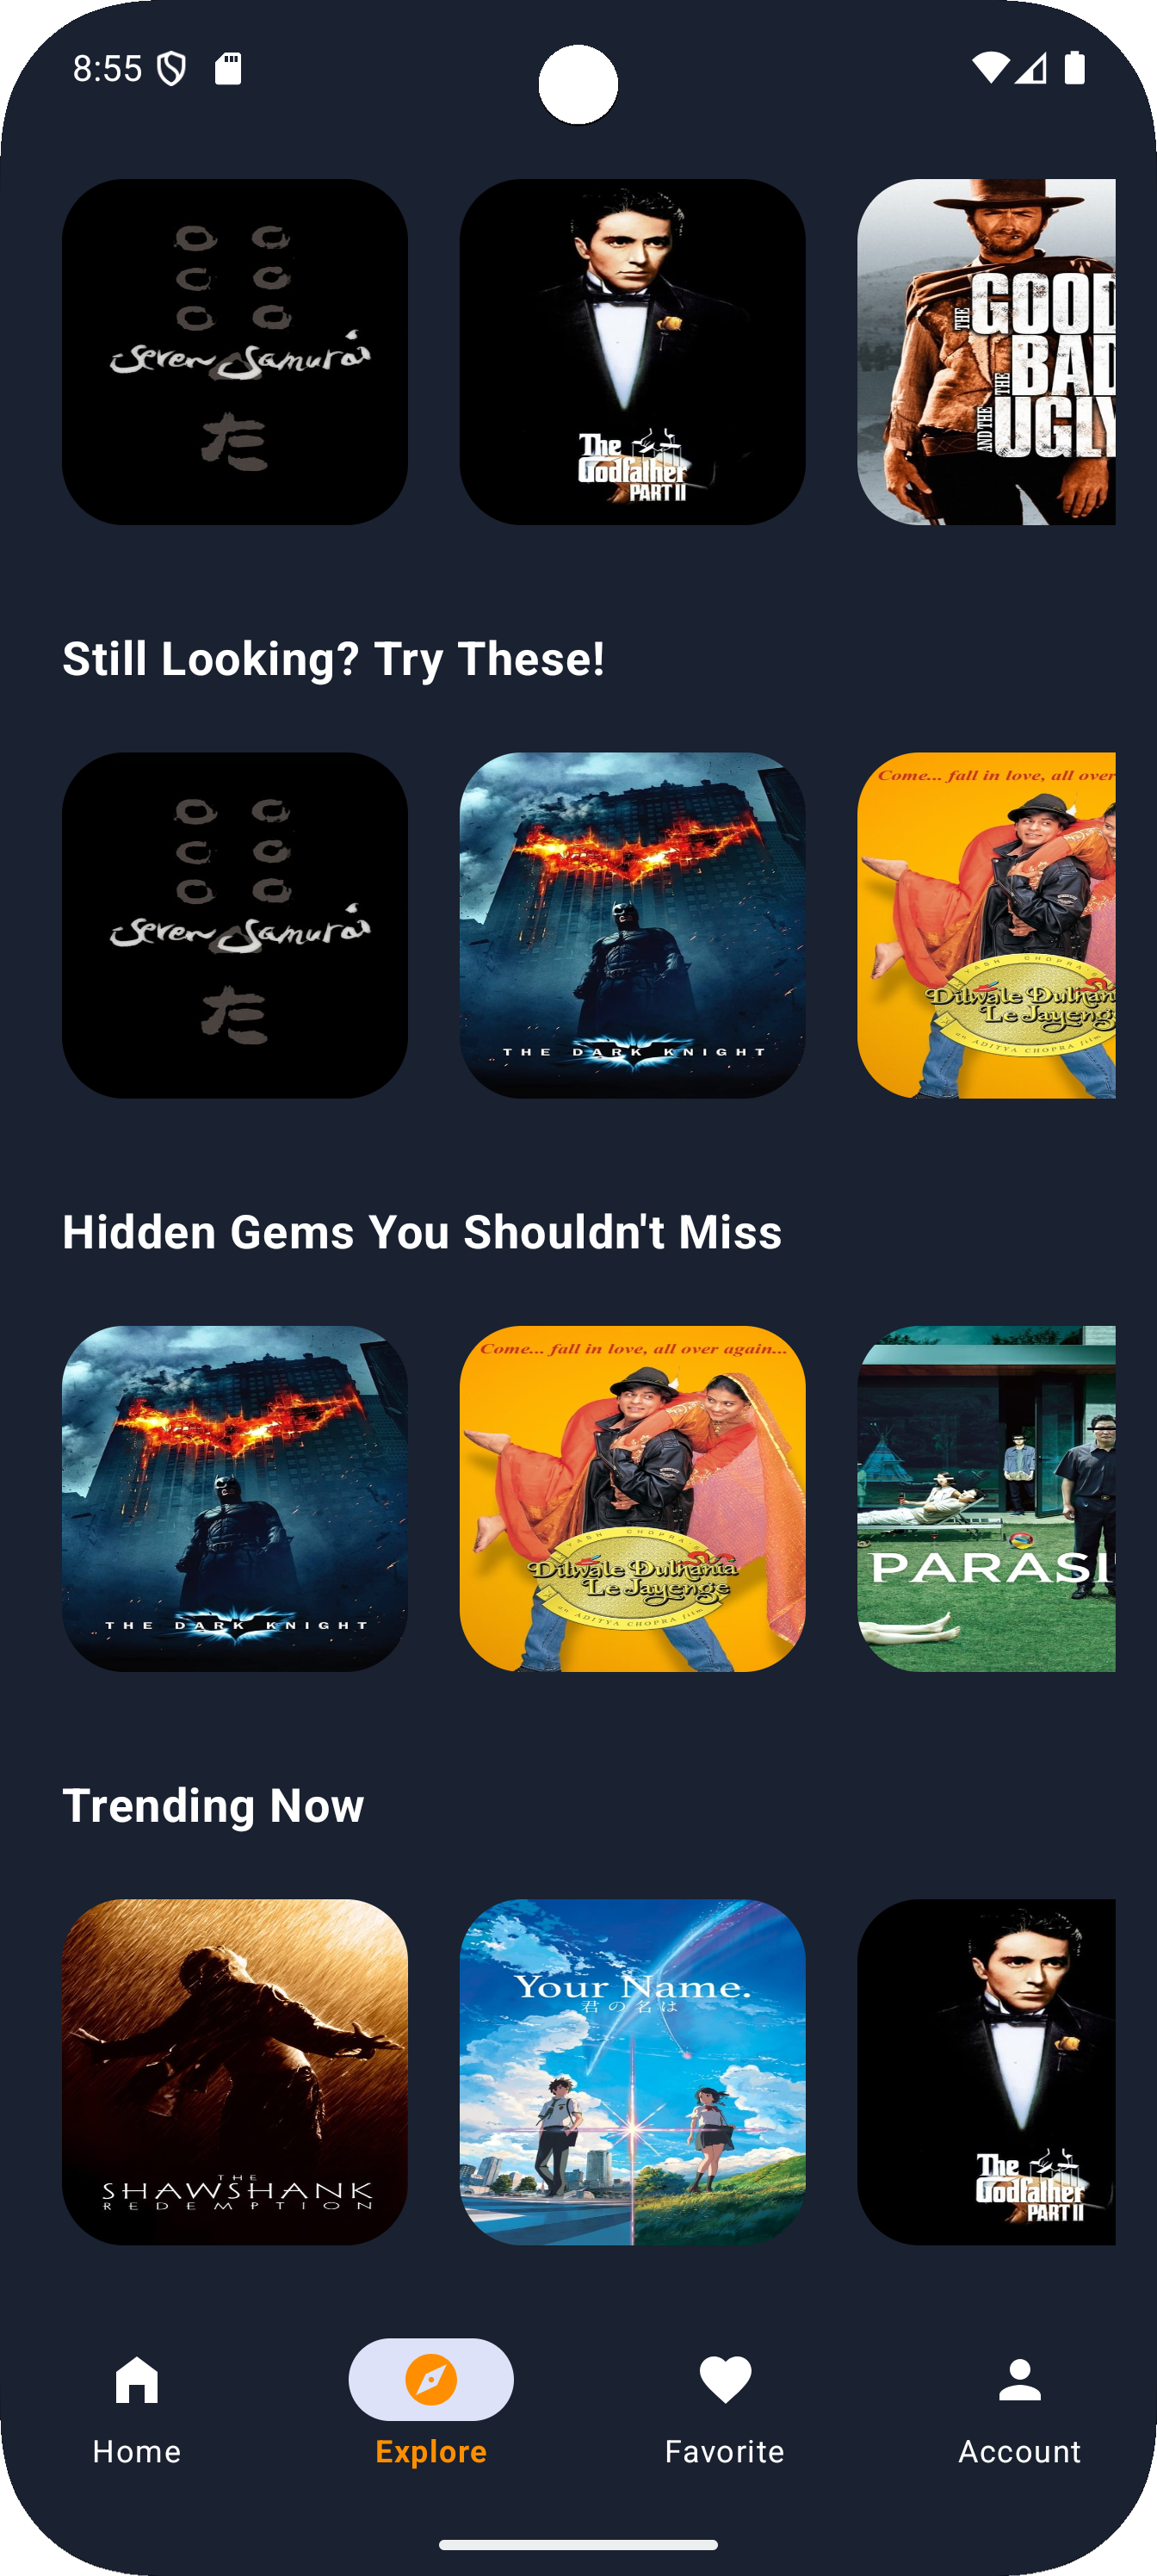 8:55
Seven Samurai
た
The
Godfather
PART II
THE GOOD
THE BAD
AND THE UGLY
Still Looking? Try These!
Seven Samurai
た
THE DARK KNIGHT
Come... fall in love, all over
YASH CHOPRA'S
Dilwale Dulhan
Le Jayenge
an ADITYA CHOPRA film
Hidden Gems You Shouldn't Miss
THE DARK KNIGHT
Come... fall in love, all over again...
YASH CHOPRA'S
Dilwale Dulhania
Le Jayenge
an ADITYA CHOPRA film
PARASI
Trending Now
THE
SHAWSHANK
REDEMPTION
Your Name.
君の名は
The
Godfather
PART II
Home
Explore
Favorite
Account